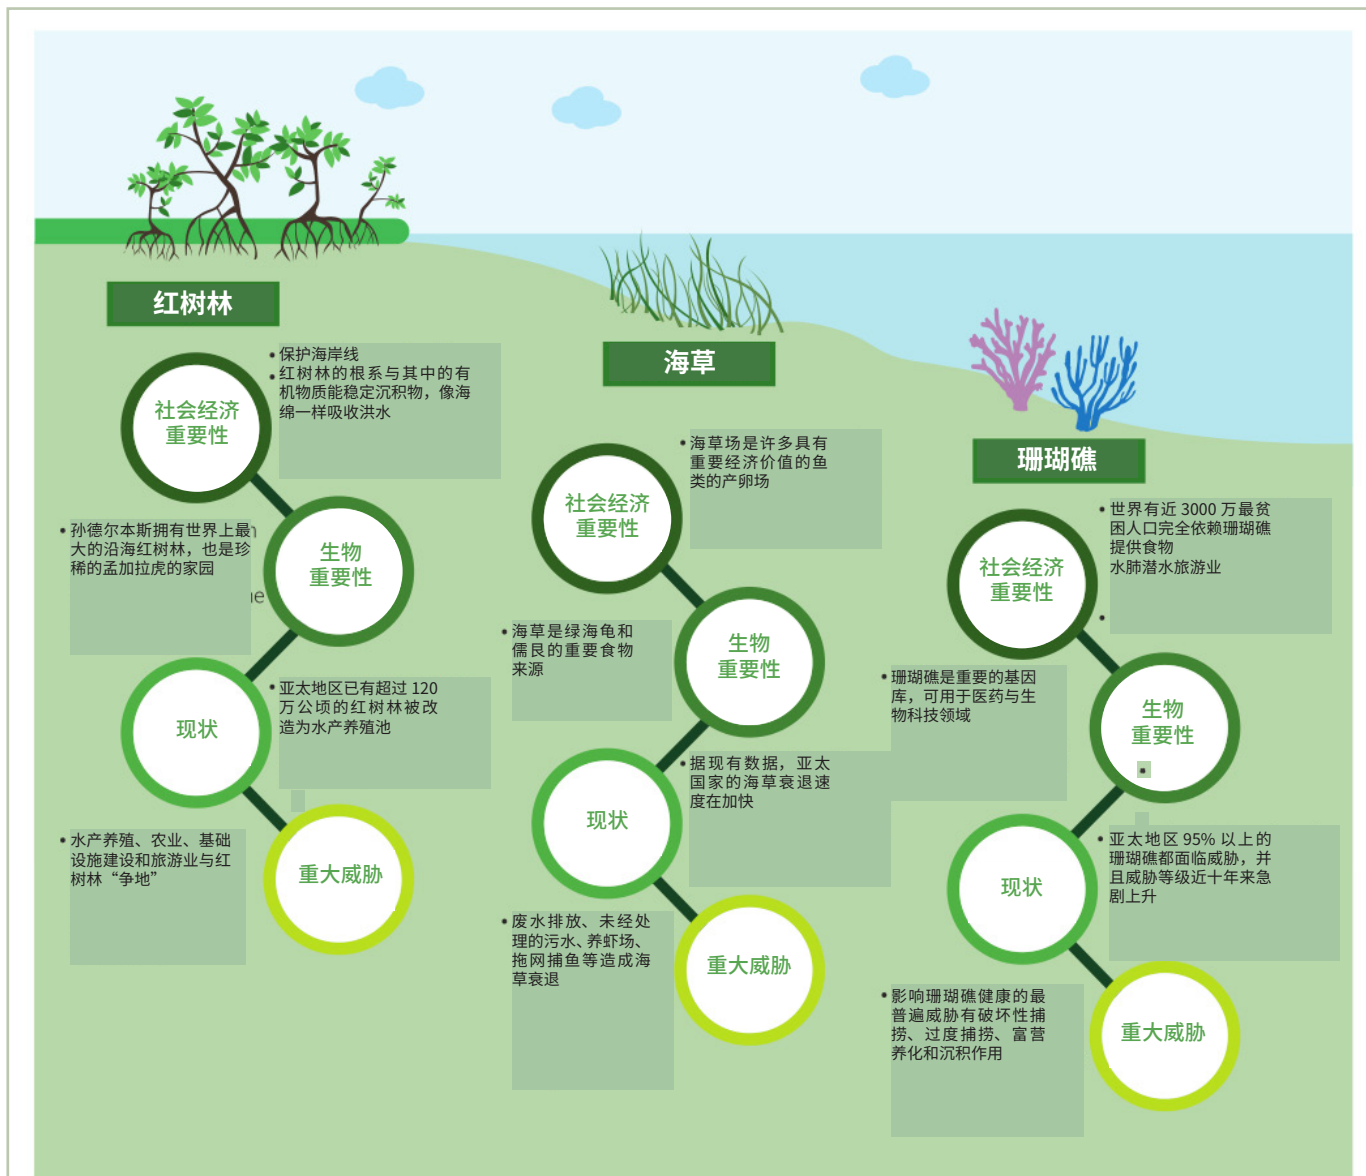 红树林
社会经济
重要性
• 保护海岸线
• 红树林的根系与其中的有
机物质能稳定沉积物，像海
绵一样吸收洪水
生物
重要性
• 孙德尔本斯拥有世界上最
大的沿海红树林，也是珍
稀的孟加拉虎的家园
现状
• 亚太地区已有超过 120
万公顷的红树林被改
造为水产养殖池
重大威胁
• 水产养殖、农业、基础
设施建设和旅游业与红
树林“争地”
海草
社会经济
重要性
• 海草场是许多具有
重要经济价值的鱼
类的产卵场
生物
重要性
• 海草是绿海龟和
儒艮的重要食物
来源
现状
• 据现有数据，亚太
国家的海草衰退速
度在加快
重大威胁
• 废水排放、未经处
理的污水、养虾场、
拖网捕鱼等造成海
草衰退
珊瑚礁
社会经济
重要性
• 世界有近 3000 万最贫
困人口完全依赖珊瑚礁
提供食物
水肺潜水旅游业
生物
重要性
• 珊瑚礁是重要的基因
库，可用于医药与生
物科技领域
现状
• 亚太地区 95% 以上的
珊瑚礁都面临威胁，并
且威胁等级近十年来急
剧上升
重大威胁
• 影响珊瑚礁健康的最
普遍威胁有破坏性捕
捞、过度捕捞、富营
养化和沉积作用